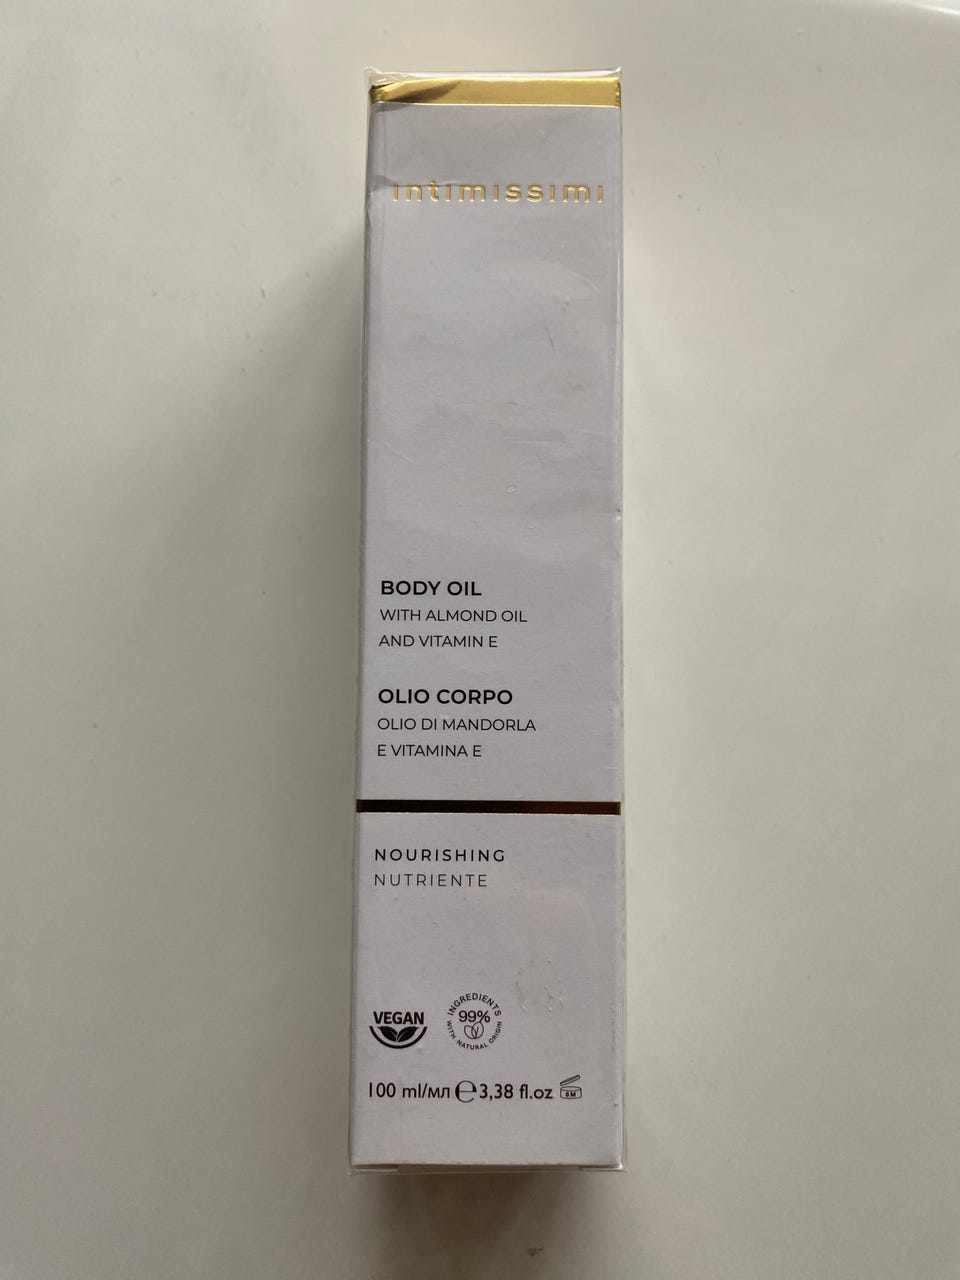 intimissimi
BODY OIL
WITH ALMOND OIL
AND VITAMIN E
OLIO CORPO
OLIO DI MANDORLA
E VITAMINA E
NOURISHING
NUTRIENTE
VEGAN
INGREDIENTS
99%
WITH NATURAL ORIGIN
100 ml/мл ℮ 3,38 fl.oz
6M